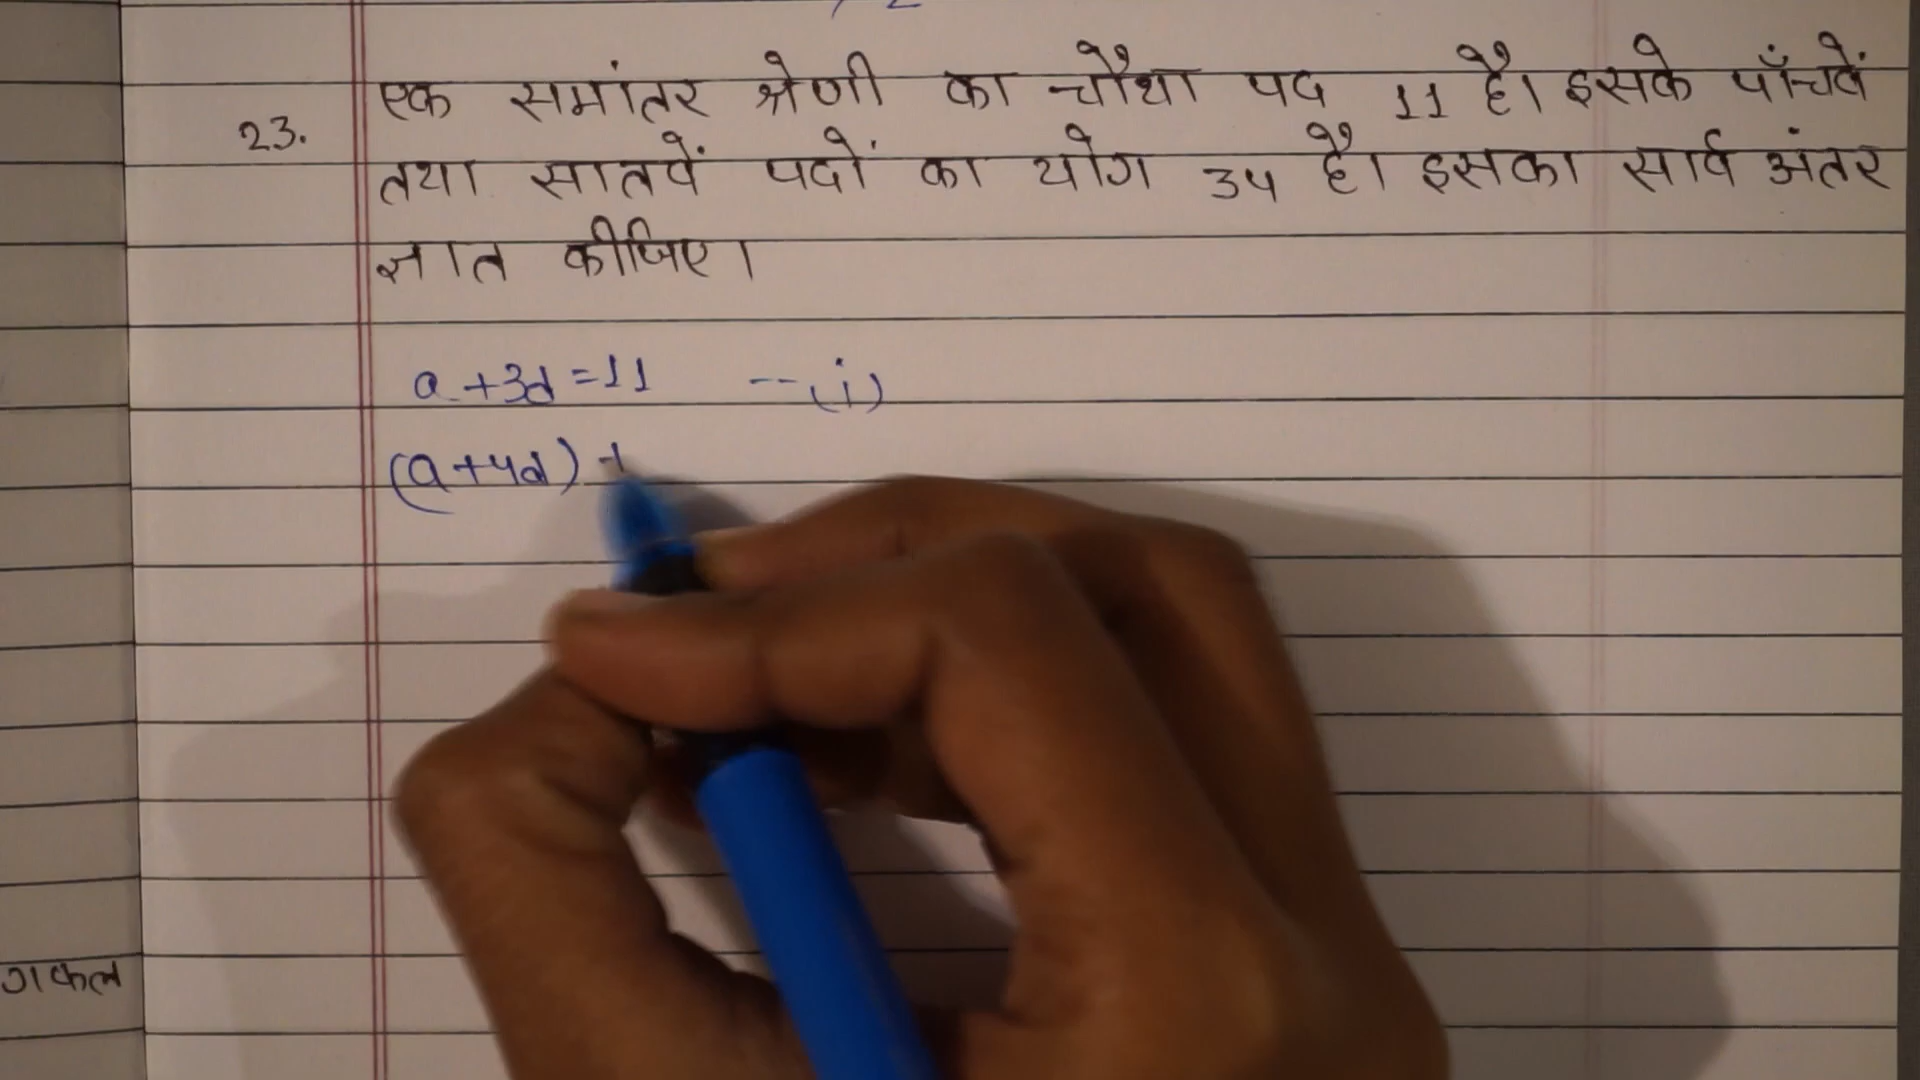 23. एक समांतर श्रेणी का चौथा पद 11 है। इसके पाँचवें
तथा सातवें पदों का योग 34 है। इसका सार्व अंतर
ज्ञात कीजिए।
a+3d=11 --(i)
(a+4d) +